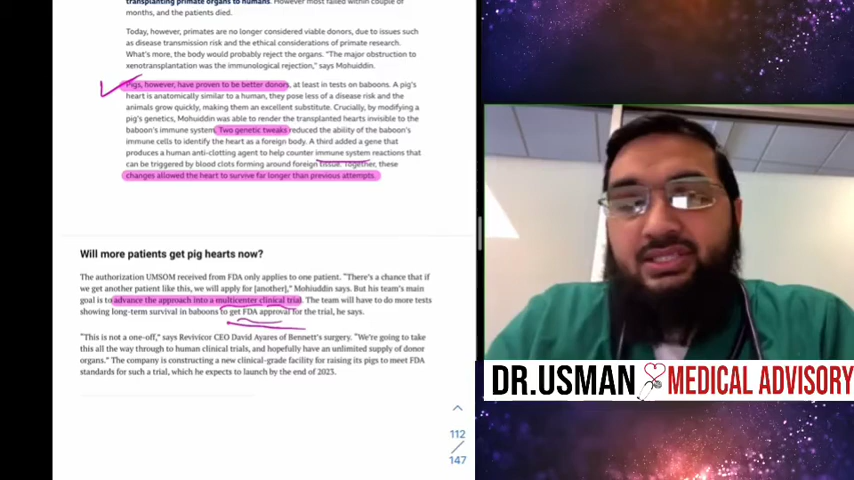 transplanting primate organs to humans. However most failed within couple of
months, and the patients died.
Today, however, primates are no longer considered viable donors, due to issues such
as disease transmission risk and the ethical considerations of primate research.
What's more, the body would probably reject the organs. "The major obstruction to
xenotransplantation was the immunological rejection," says Mohuiddin.
Pigs, however, have proven to be better donors, at least in tests on baboons. A pig's
heart is anatomically similar to a human, they pose less of a disease risk and the
animals grow quickly, making them an excellent substitute. Crucially, by modifying a
pig's genetics, Mohuiddin was able to render the transplanted hearts invisible to the
baboon's immune system. Two genetic tweaks reduced the ability of the baboon's
immune cells to identify the heart as a foreign body. A third added a gene that
produces a human anti-clotting agent to help counter immune system reactions that
can be triggered by blood clots forming around foreign tissue. Together, these
changes allowed the heart to survive far longer than previous attempts.
Will more patients get pig hearts now?
The authorization UMSOM received from FDA only applies to one patient. "There's a chance that if
we get another patient like this, we will apply for [another]," Mohiuddin says. But his team's main
goal is to advance the approach into a multicenter clinical trial. The team will have to do more tests
showing long-term survival in baboons to get FDA approval for the trial, he says.
"This is not a one-off," says Revivicor CEO David Ayares of Bennett's surgery. "We're going to take
this all the way through to human clinical trials, and hopefully have an unlimited supply of donor
organs." The company is constructing a new clinical-grade facility for raising its pigs to meet FDA
standards for such a trial, which he expects to launch by the end of 2023.
112
147
DR.USMAN MEDICAL ADVISORY